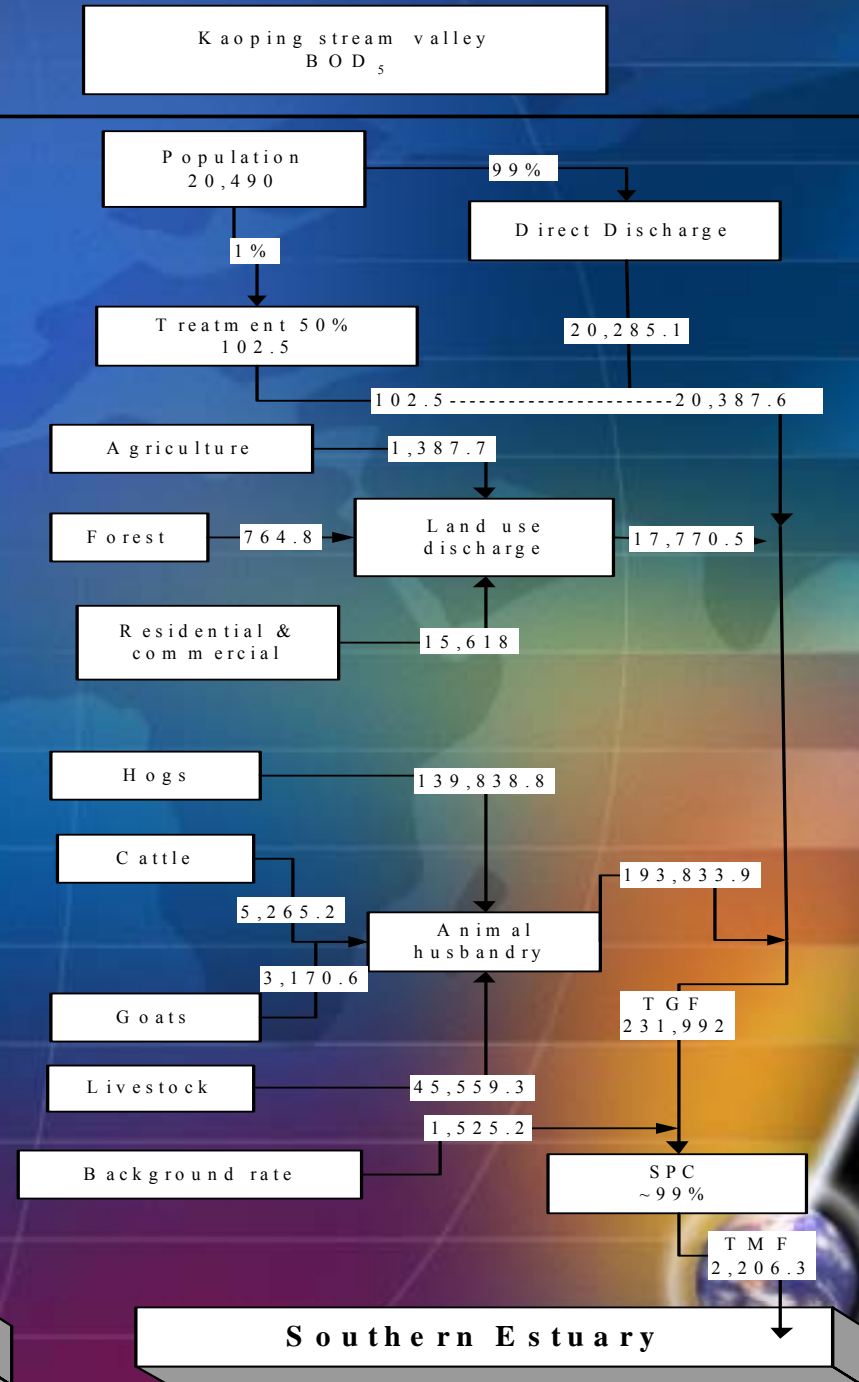 Kaoping stream valley
BOD5
Population
20,490
99%
Direct Discharge
1%
Treatment 50%
102.5
20,285.1
102.5----------------------20,387.6
Agriculture
1,387.7
Forest
764.8
Land use
discharge
17,770.5
Residential &
commercial
15,618
Hogs
139,838.8
Cattle
193,833.9
5,265.2
Animal
husbandry
3,170.6
Goats
TGF
231,992
Livestock
45,559.3
1,525.2
Background rate
SPC
~99%
TMF
2,206.3
Southern Estuary